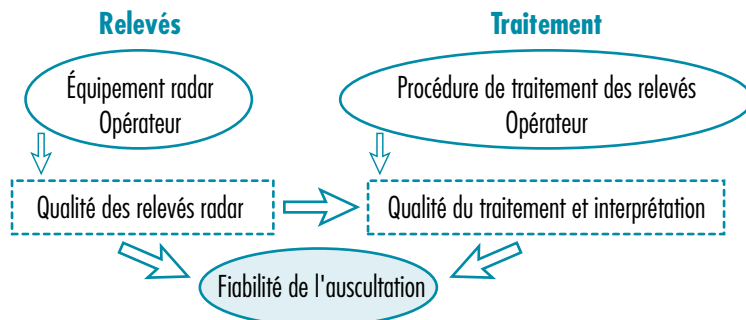 Relevés
Traitement
Équipement radar
Opérateur
Procédure de traitement des relevés
Opérateur
Qualité des relevés radar
Qualité du traitement et interprétation
Fiabilité de l'auscultation